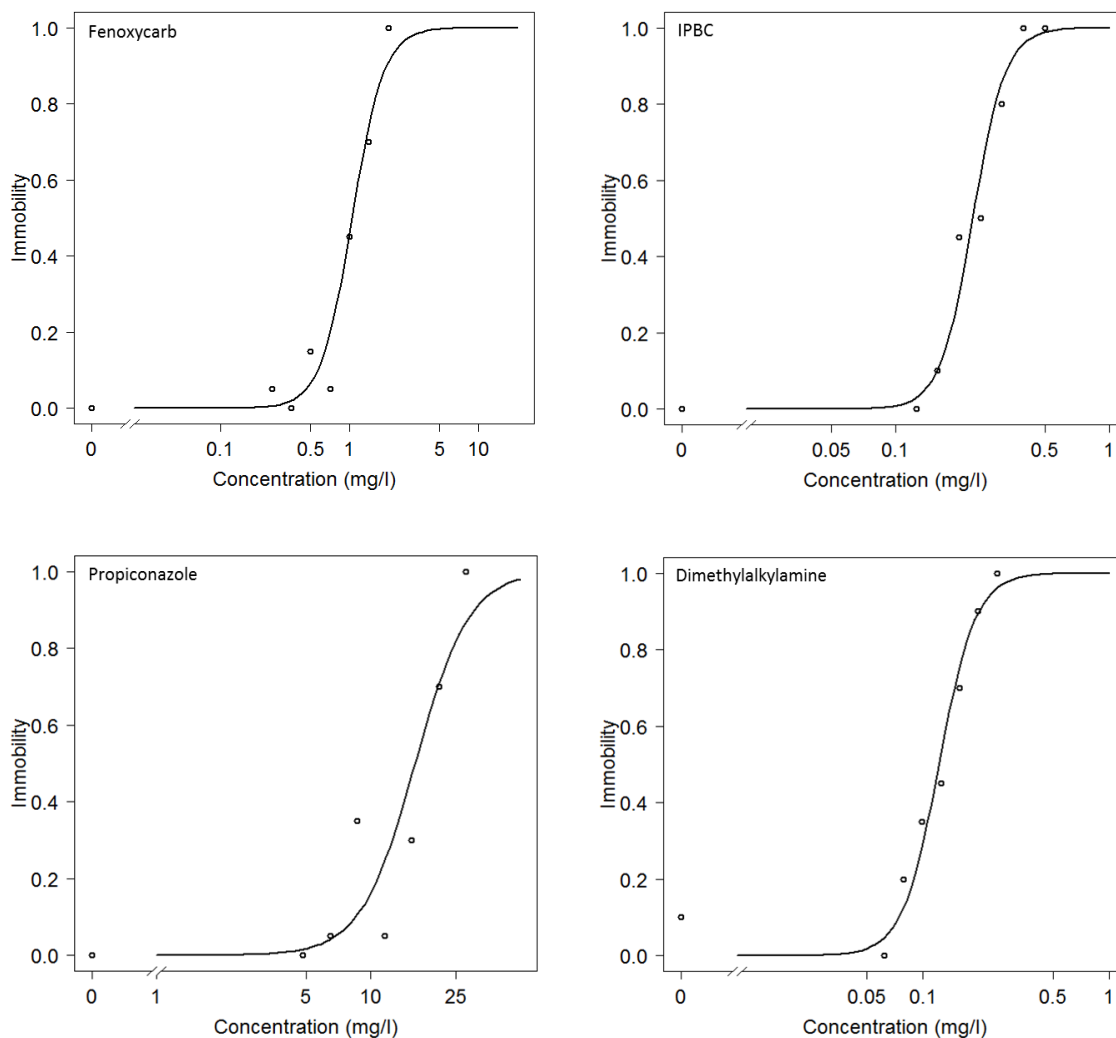 Fenoxycarb
1.0
0.8
0.6
0.4
0.2
0.0
Immobility
0 0.1 0.5 1 5 10
Concentration (mg/l)
IPBC
1.0
0.8
0.6
0.4
0.2
0.0
Immobility
0 0.05 0.1 0.5 1
Concentration (mg/l)
Propiconazole
1.0
0.8
0.6
0.4
0.2
0.0
Immobility
0 1 5 10 25
Concentration (mg/l)
Dimethylalkylamine
1.0
0.8
0.6
0.4
0.2
0.0
Immobility
0 0.05 0.1 0.5 1
Concentration (mg/l)